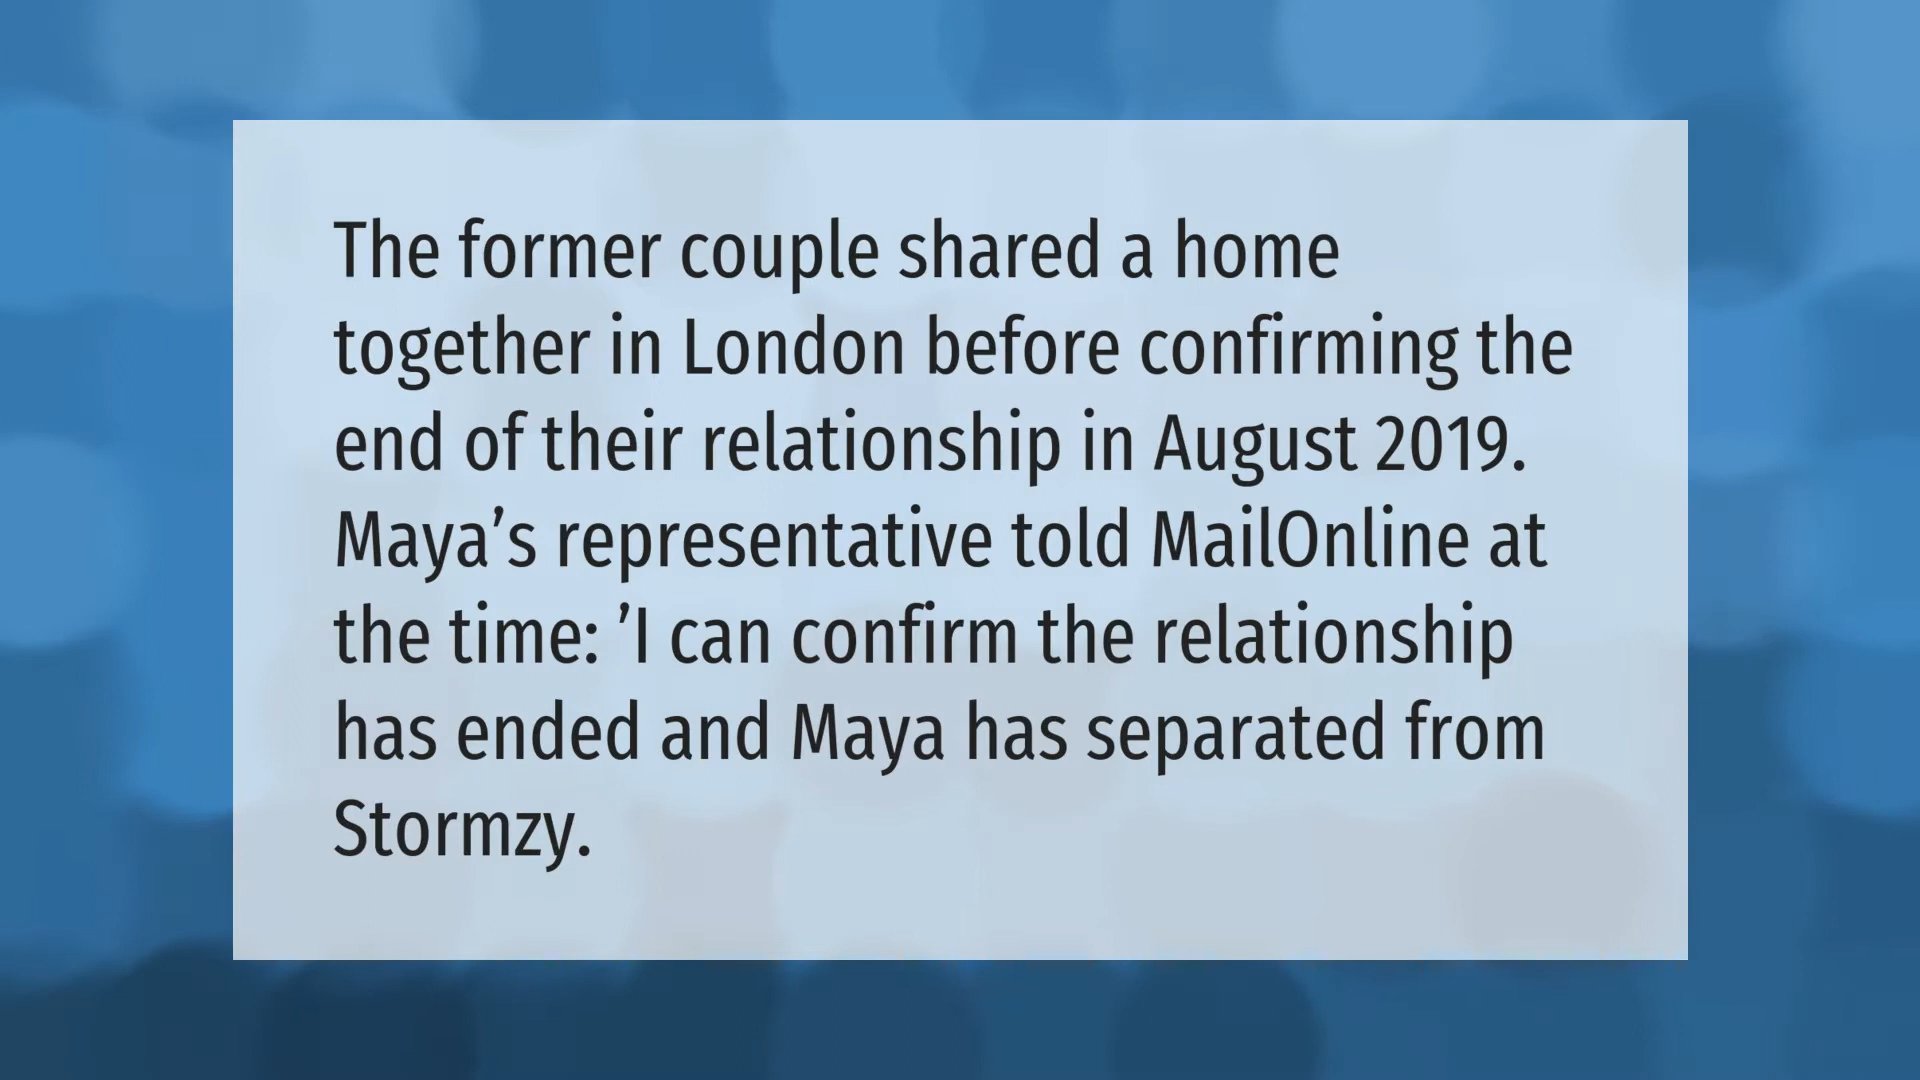 The former couple shared a home
together in London before confirming the
end of their relationship in August 2019.
Maya’s representative told MailOnline at
the time: ’I can confirm the relationship
has ended and Maya has separated from
Stormzy.